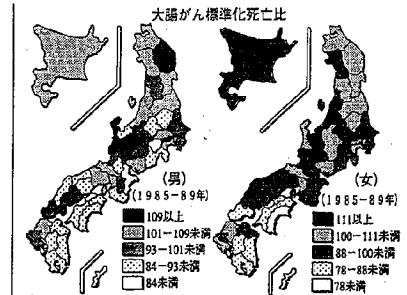 大腸がん標準化死亡比
(男)
(1985-89年)
109以上
101-109未満
93-101未満
84-93未満
84未満
(女)
(1985-89年)
111以上
100-111未満
88-100未満
78-88未満
78未満